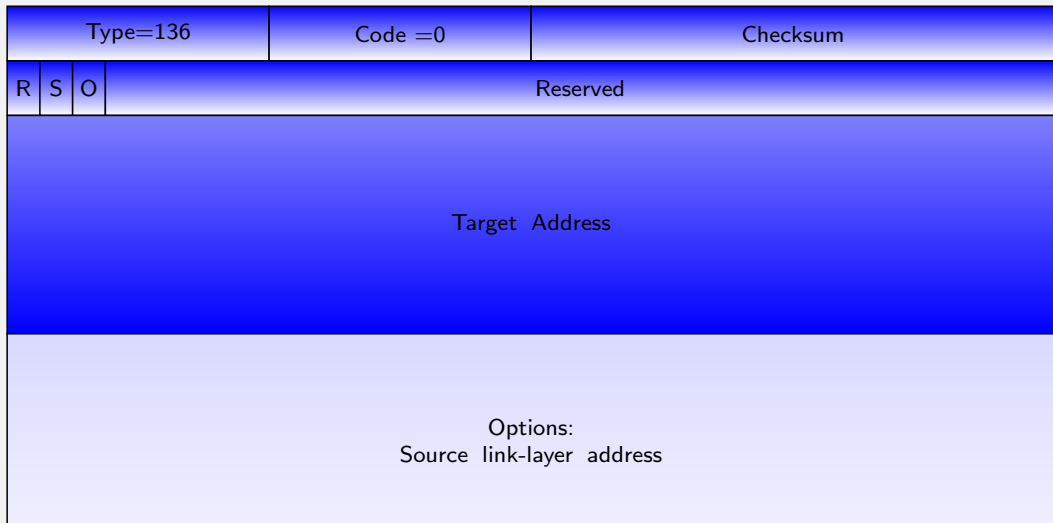 Type=136 Code =0 Checksum
R S O Reserved
Target Address
Options:
Source link-layer address